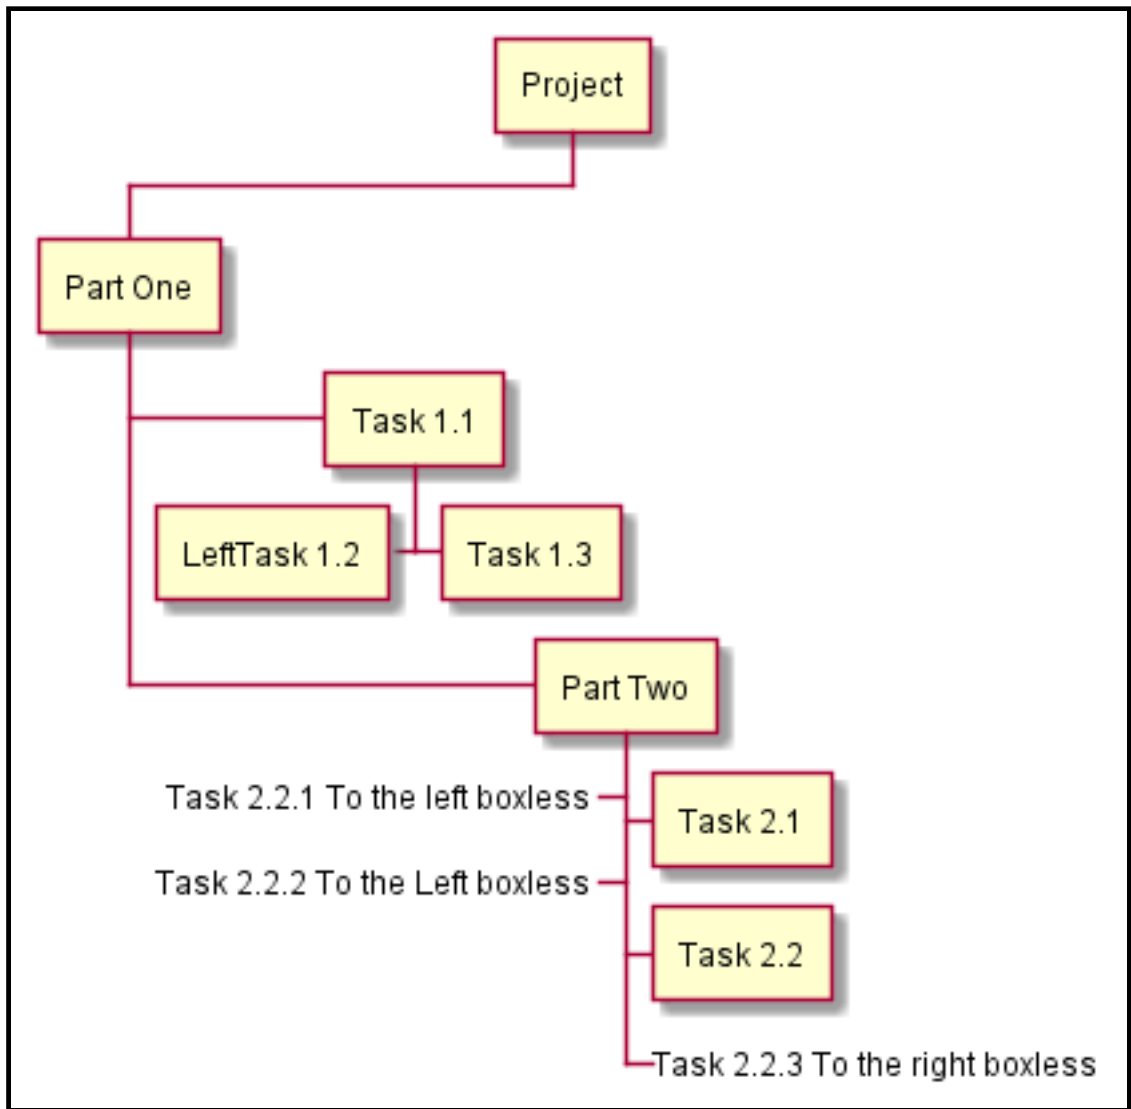 Project
Part One
Task 1.1
LeftTask 1.2
Task 1.3
Part Two
Task 2.2.1 To the left boxless
Task 2.1
Task 2.2.2 To the Left boxless
Task 2.2
Task 2.2.3 To the right boxless